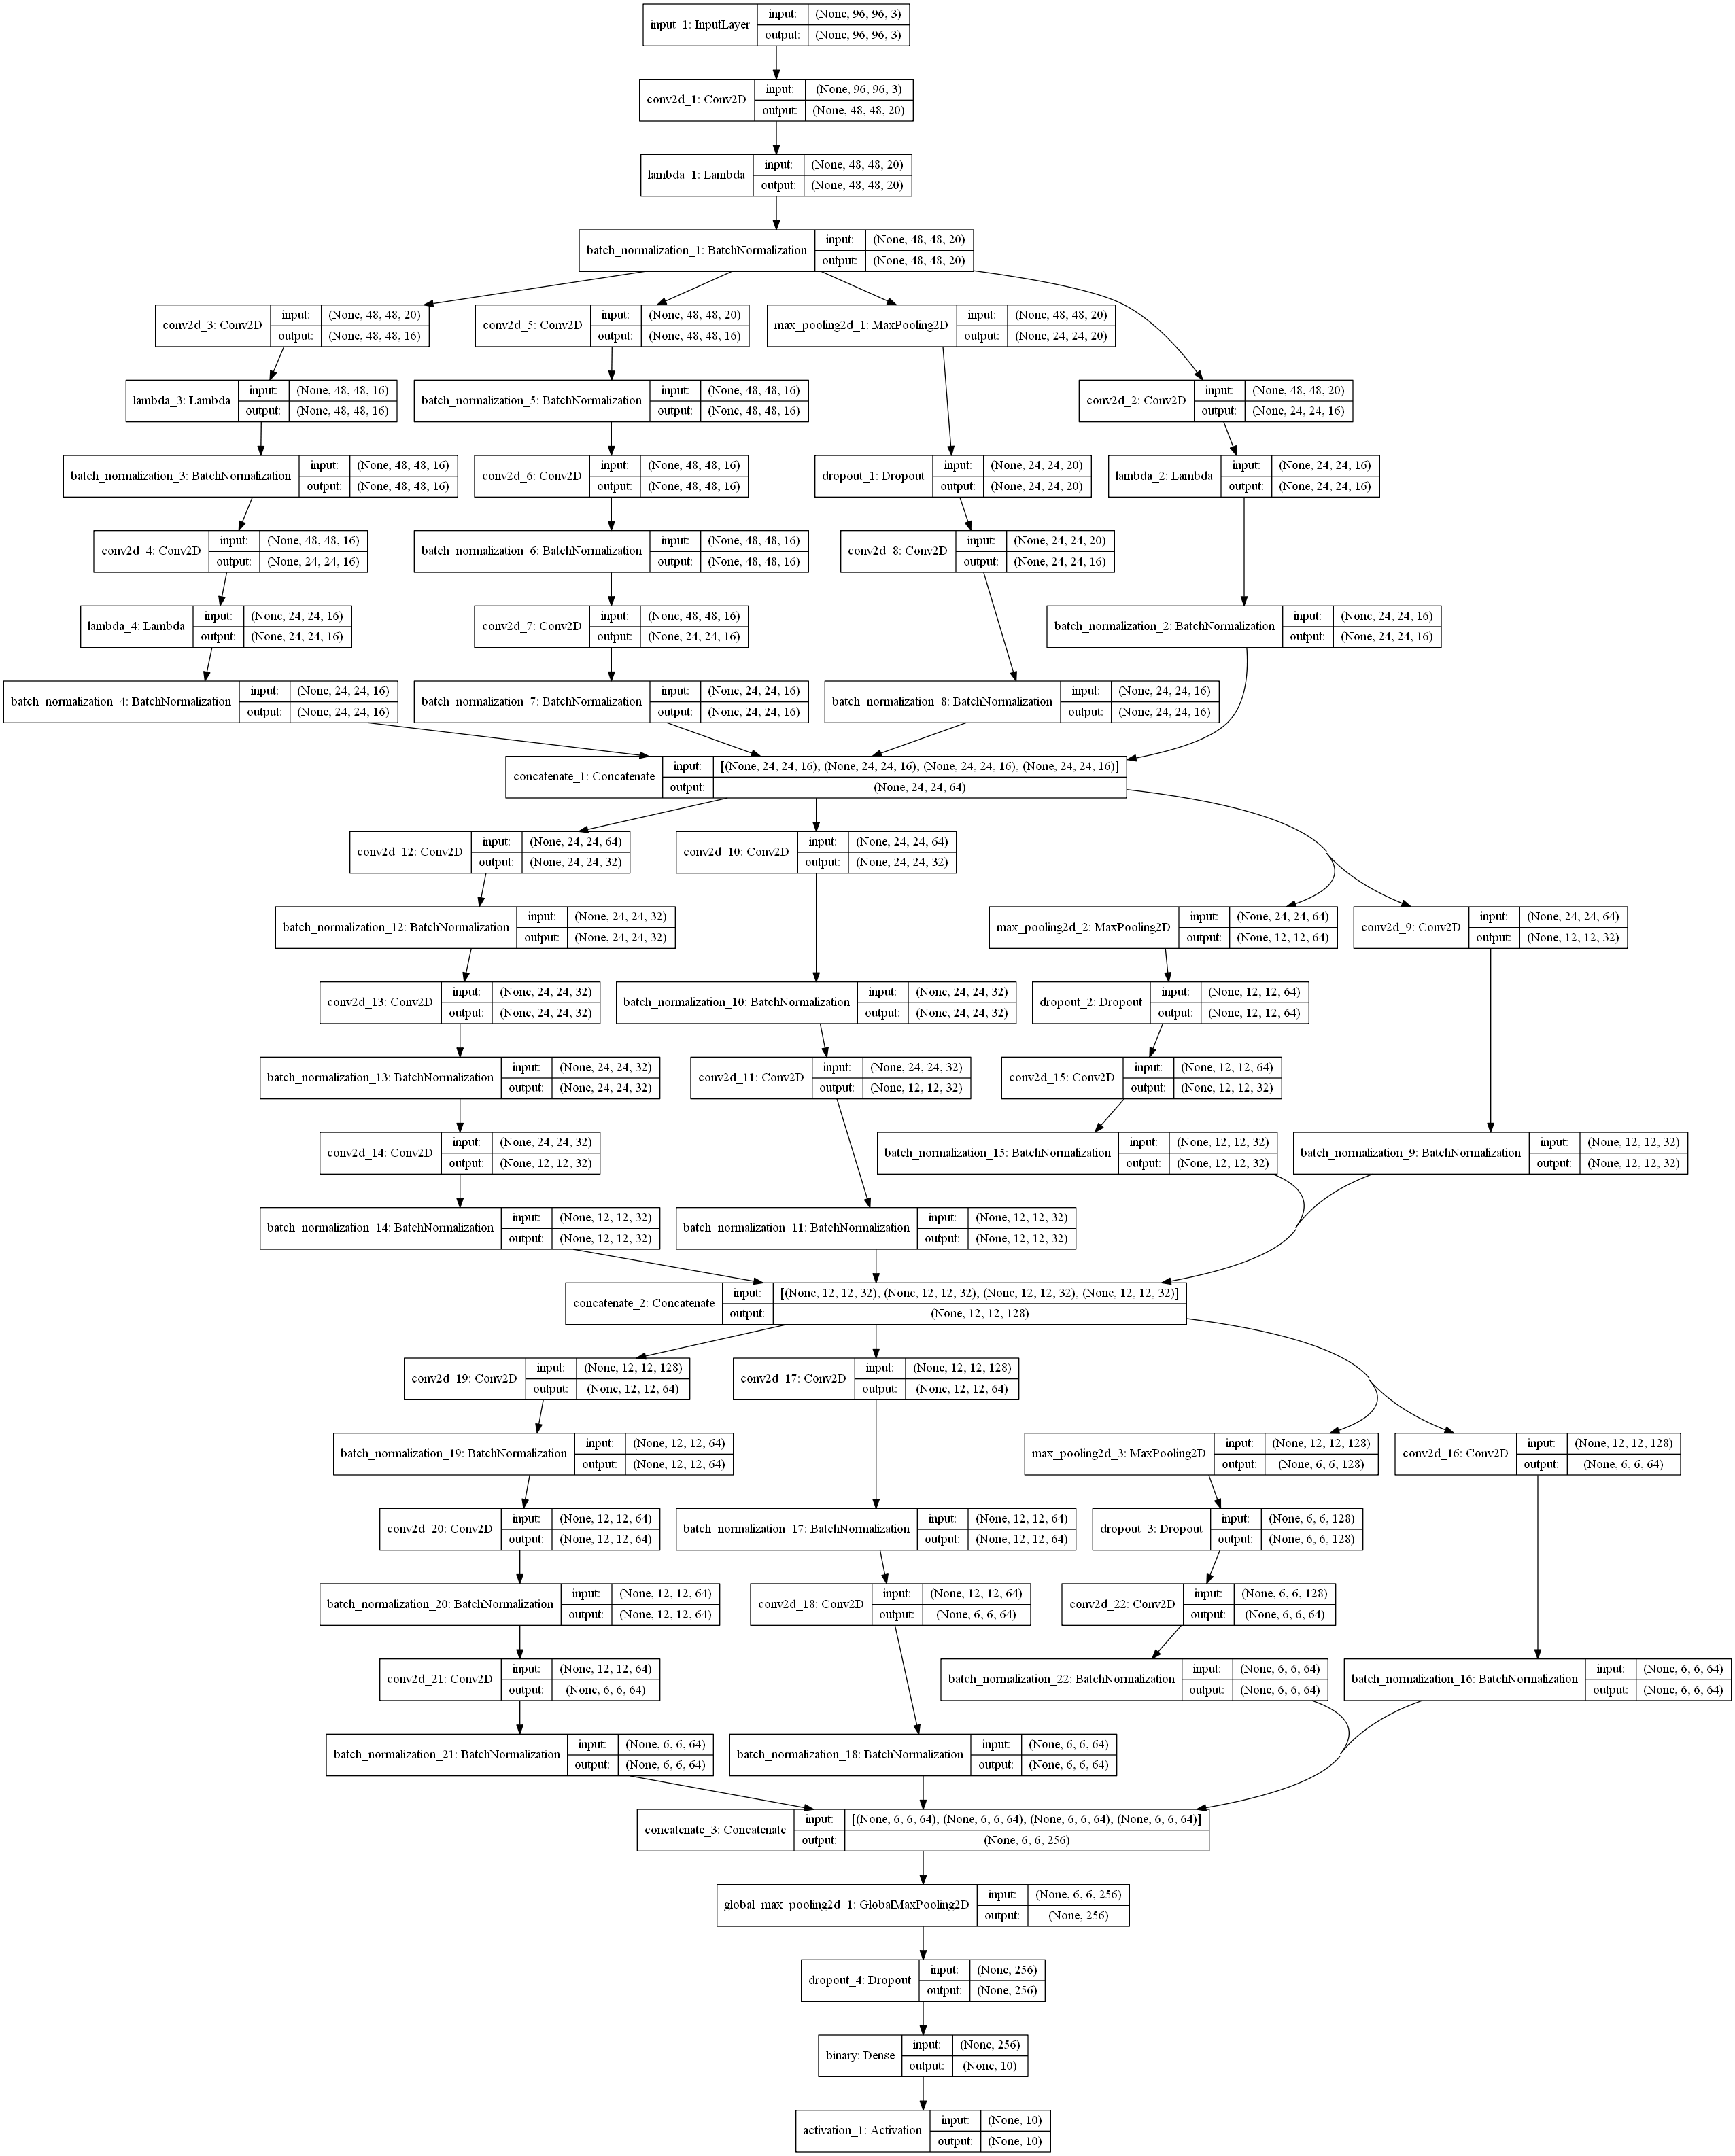 input_1: InputLayer
input: (None, 96, 96, 3)
output: (None, 96, 96, 3)
conv2d_1: Conv2D
input: (None, 96, 96, 3)
output: (None, 48, 48, 20)
lambda_1: Lambda
input: (None, 48, 48, 20)
output: (None, 48, 48, 20)
batch_normalization_1: BatchNormalization
input: (None, 48, 48, 20)
output: (None, 48, 48, 20)
conv2d_3: Conv2D
input: (None, 48, 48, 20)
output: (None, 48, 48, 16)
conv2d_5: Conv2D
input: (None, 48, 48, 20)
output: (None, 48, 48, 16)
max_pooling2d_1: MaxPooling2D
input: (None, 48, 48, 20)
output: (None, 24, 24, 20)
lambda_3: Lambda
input: (None, 48, 48, 16)
output: (None, 48, 48, 16)
batch_normalization_5: BatchNormalization
input: (None, 48, 48, 16)
output: (None, 48, 48, 16)
conv2d_2: Conv2D
input: (None, 48, 48, 20)
output: (None, 24, 24, 16)
batch_normalization_3: BatchNormalization
input: (None, 48, 48, 16)
output: (None, 48, 48, 16)
conv2d_6: Conv2D
input: (None, 48, 48, 16)
output: (None, 48, 48, 16)
dropout_1: Dropout
input: (None, 24, 24, 20)
output: (None, 24, 24, 20)
lambda_2: Lambda
input: (None, 24, 24, 16)
output: (None, 24, 24, 16)
conv2d_4: Conv2D
input: (None, 48, 48, 16)
output: (None, 24, 24, 16)
batch_normalization_6: BatchNormalization
input: (None, 48, 48, 16)
output: (None, 48, 48, 16)
conv2d_8: Conv2D
input: (None, 24, 24, 20)
output: (None, 24, 24, 16)
lambda_4: Lambda
input: (None, 24, 24, 16)
output: (None, 24, 24, 16)
conv2d_7: Conv2D
input: (None, 48, 48, 16)
output: (None, 24, 24, 16)
batch_normalization_2: BatchNormalization
input: (None, 24, 24, 16)
output: (None, 24, 24, 16)
batch_normalization_4: BatchNormalization
input: (None, 24, 24, 16)
output: (None, 24, 24, 16)
batch_normalization_7: BatchNormalization
input: (None, 24, 24, 16)
output: (None, 24, 24, 16)
batch_normalization_8: BatchNormalization
input: (None, 24, 24, 16)
output: (None, 24, 24, 16)
concatenate_1: Concatenate
input: [(None, 24, 24, 16), (None, 24, 24, 16), (None, 24, 24, 16), (None, 24, 24, 16)]
output: (None, 24, 24, 64)
conv2d_12: Conv2D
input: (None, 24, 24, 64)
output: (None, 24, 24, 32)
conv2d_10: Conv2D
input: (None, 24, 24, 64)
output: (None, 24, 24, 32)
batch_normalization_12: BatchNormalization
input: (None, 24, 24, 32)
output: (None, 24, 24, 32)
max_pooling2d_2: MaxPooling2D
input: (None, 24, 24, 64)
output: (None, 12, 12, 64)
conv2d_9: Conv2D
input: (None, 24, 24, 64)
output: (None, 12, 12, 32)
conv2d_13: Conv2D
input: (None, 24, 24, 32)
output: (None, 24, 24, 32)
batch_normalization_10: BatchNormalization
input: (None, 24, 24, 32)
output: (None, 24, 24, 32)
dropout_2: Dropout
input: (None, 12, 12, 64)
output: (None, 12, 12, 64)
batch_normalization_13: BatchNormalization
input: (None, 24, 24, 32)
output: (None, 24, 24, 32)
conv2d_11: Conv2D
input: (None, 24, 24, 32)
output: (None, 12, 12, 32)
conv2d_15: Conv2D
input: (None, 12, 12, 64)
output: (None, 12, 12, 32)
conv2d_14: Conv2D
input: (None, 24, 24, 32)
output: (None, 12, 12, 32)
batch_normalization_15: BatchNormalization
input: (None, 12, 12, 32)
output: (None, 12, 12, 32)
batch_normalization_9: BatchNormalization
input: (None, 12, 12, 32)
output: (None, 12, 12, 32)
batch_normalization_14: BatchNormalization
input: (None, 12, 12, 32)
output: (None, 12, 12, 32)
batch_normalization_11: BatchNormalization
input: (None, 12, 12, 32)
output: (None, 12, 12, 32)
concatenate_2: Concatenate
input: [(None, 12, 12, 32), (None, 12, 12, 32), (None, 12, 12, 32), (None, 12, 12, 32)]
output: (None, 12, 12, 128)
conv2d_19: Conv2D
input: (None, 12, 12, 128)
output: (None, 12, 12, 64)
conv2d_17: Conv2D
input: (None, 12, 12, 128)
output: (None, 12, 12, 64)
batch_normalization_19: BatchNormalization
input: (None, 12, 12, 64)
output: (None, 12, 12, 64)
max_pooling2d_3: MaxPooling2D
input: (None, 12, 12, 128)
output: (None, 6, 6, 128)
conv2d_16: Conv2D
input: (None, 12, 12, 128)
output: (None, 6, 6, 64)
conv2d_20: Conv2D
input: (None, 12, 12, 64)
output: (None, 12, 12, 64)
batch_normalization_17: BatchNormalization
input: (None, 12, 12, 64)
output: (None, 12, 12, 64)
dropout_3: Dropout
input: (None, 6, 6, 128)
output: (None, 6, 6, 128)
batch_normalization_20: BatchNormalization
input: (None, 12, 12, 64)
output: (None, 12, 12, 64)
conv2d_18: Conv2D
input: (None, 12, 12, 64)
output: (None, 6, 6, 64)
conv2d_22: Conv2D
input: (None, 6, 6, 128)
output: (None, 6, 6, 64)
conv2d_21: Conv2D
input: (None, 12, 12, 64)
output: (None, 6, 6, 64)
batch_normalization_22: BatchNormalization
input: (None, 6, 6, 64)
output: (None, 6, 6, 64)
batch_normalization_16: BatchNormalization
input: (None, 6, 6, 64)
output: (None, 6, 6, 64)
batch_normalization_21: BatchNormalization
input: (None, 6, 6, 64)
output: (None, 6, 6, 64)
batch_normalization_18: BatchNormalization
input: (None, 6, 6, 64)
output: (None, 6, 6, 64)
concatenate_3: Concatenate
input: [(None, 6, 6, 64), (None, 6, 6, 64), (None, 6, 6, 64), (None, 6, 6, 64)]
output: (None, 6, 6, 256)
global_max_pooling2d_1: GlobalMaxPooling2D
input: (None, 6, 6, 256)
output: (None, 256)
dropout_4: Dropout
input: (None, 256)
output: (None, 256)
binary: Dense
input: (None, 256)
output: (None, 10)
activation_1: Activation
input: (None, 10)
output: (None, 10)